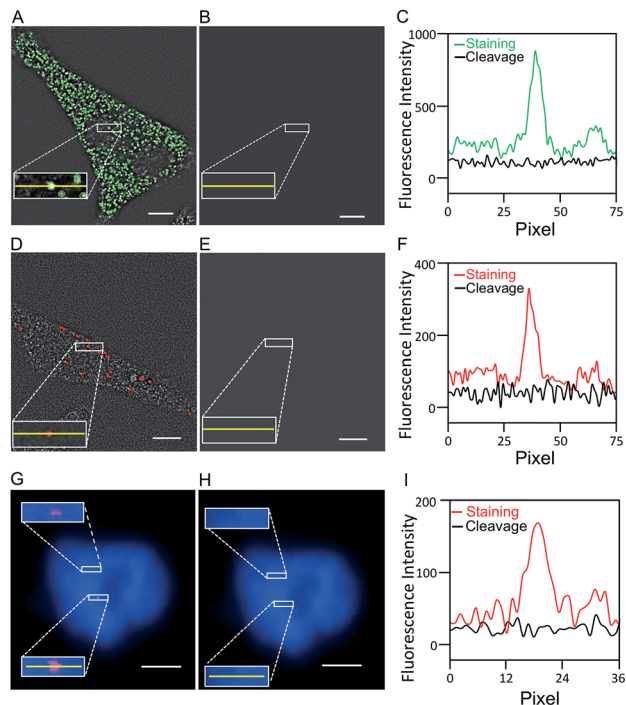 A
B
C
Staining
Cleavage
Fluorescence Intensity
1000
500
0
0 25 50 75
Pixel
D
E
F
Staining
Cleavage
Fluorescence Intensity
400
200
0
0 25 50 75
Pixel
G
H
I
Staining
Cleavage
Fluorescence Intensity
200
100
50
0
0 12 24 36
Pixel